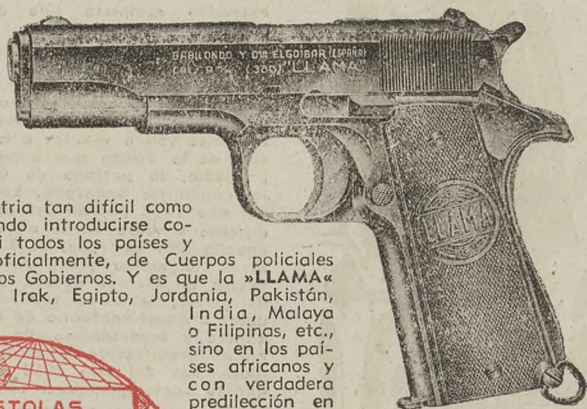 GABILONDO Y Cia ELGOIBAR (ESPAÑA)
"LLAMA"
LLAMA
tria tan difícil como
ndo introducirse co-
i todos los países y
oficialmente, de Cuerpos policiales
os Gobiernos. Y es que la »LLAMA«
Irak, Egipto, Jordania, Pakistán,
India, Malaya
o Filipinas, etc.,
sino en los paí-
ses africanos y
con verdadera
predilección en
STOLAS